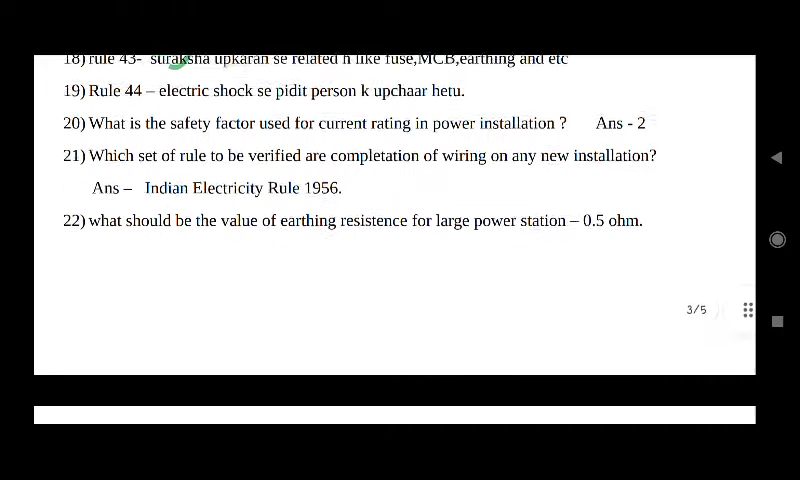 18) rule 43- suraksha upkaran se related h like fuse,MCB,earthing and etc
19) Rule 44 – electric shock se pidit person k upchaar hetu.
20) What is the safety factor used for current rating in power installation ? Ans - 2
21) Which set of rule to be verified are completation of wiring on any new installation?
Ans – Indian Electricity Rule 1956.
22) what should be the value of earthing resistence for large power station – 0.5 ohm.
3/5